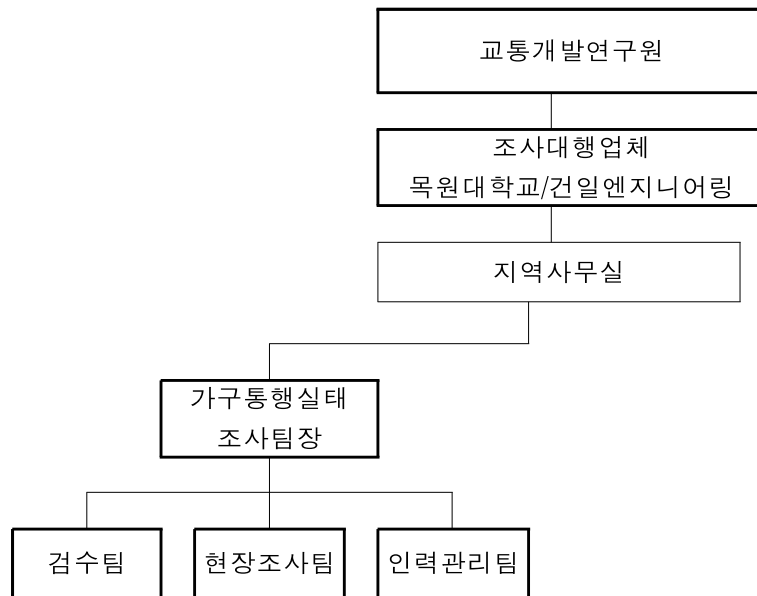 교통개발연구원
조사대행업체
목원대학교/건일엔지니어링
지역사무실
가구통행실태
조사팀장
검수팀
현장조사팀
인력관리팀